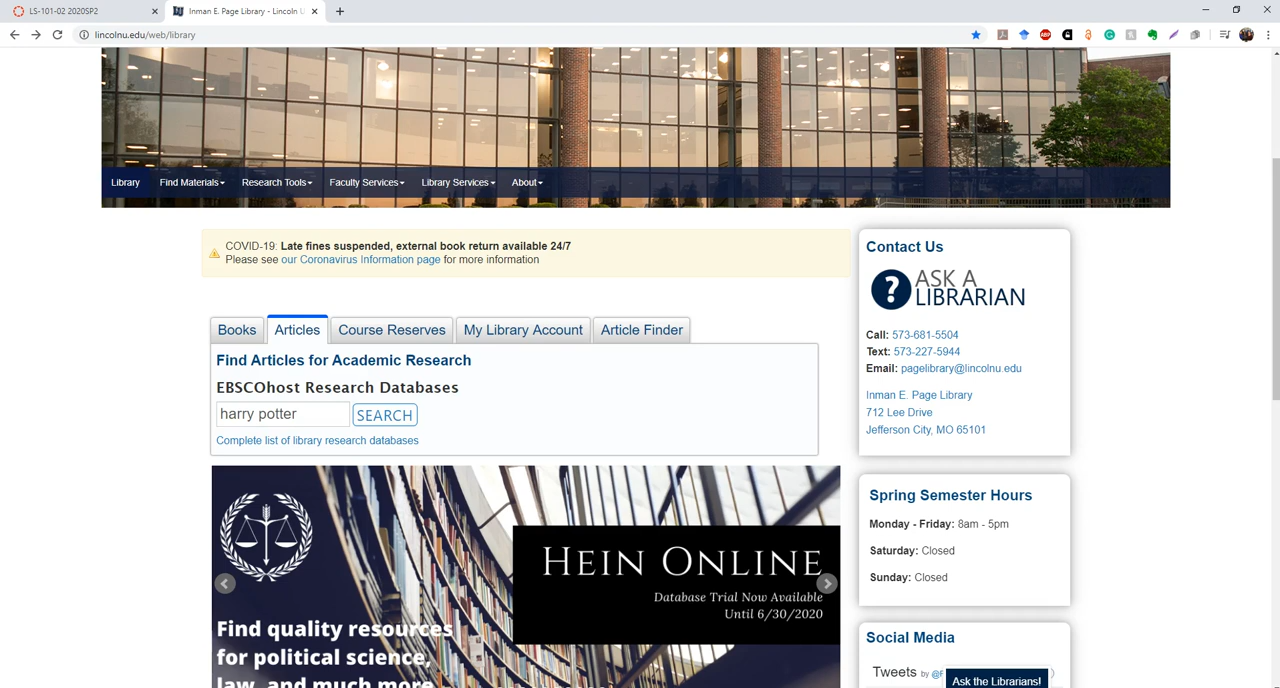 LS-101-02 2020SP2
Inman E. Page Library - Lincoln U
lincolnu.edu/web/library
Library Find Materials Research Tools Faculty Services Library Services About
COVID-19: Late fines suspended, external book return available 24/7
Please see our Coronavirus Information page for more information
Books Articles Course Reserves My Library Account Article Finder
Find Articles for Academic Research
EBSCOhost Research Databases
harry potter SEARCH
Complete list of library research databases
HEIN ONLINE
Database Trial Now Available
Until 6/30/2020
Find quality resources
for political science,
law, and much more
Contact Us
? ASK A
LIBRARIAN
Call: 573-681-5504
Text: 573-227-5944
Email: pagelibrary@lincolnu.edu
Inman E. Page Library
712 Lee Drive
Jefferson City, MO 65101
Spring Semester Hours
Monday - Friday: 8am - 5pm
Saturday: Closed
Sunday: Closed
Social Media
Tweets by
Ask the Librarians!